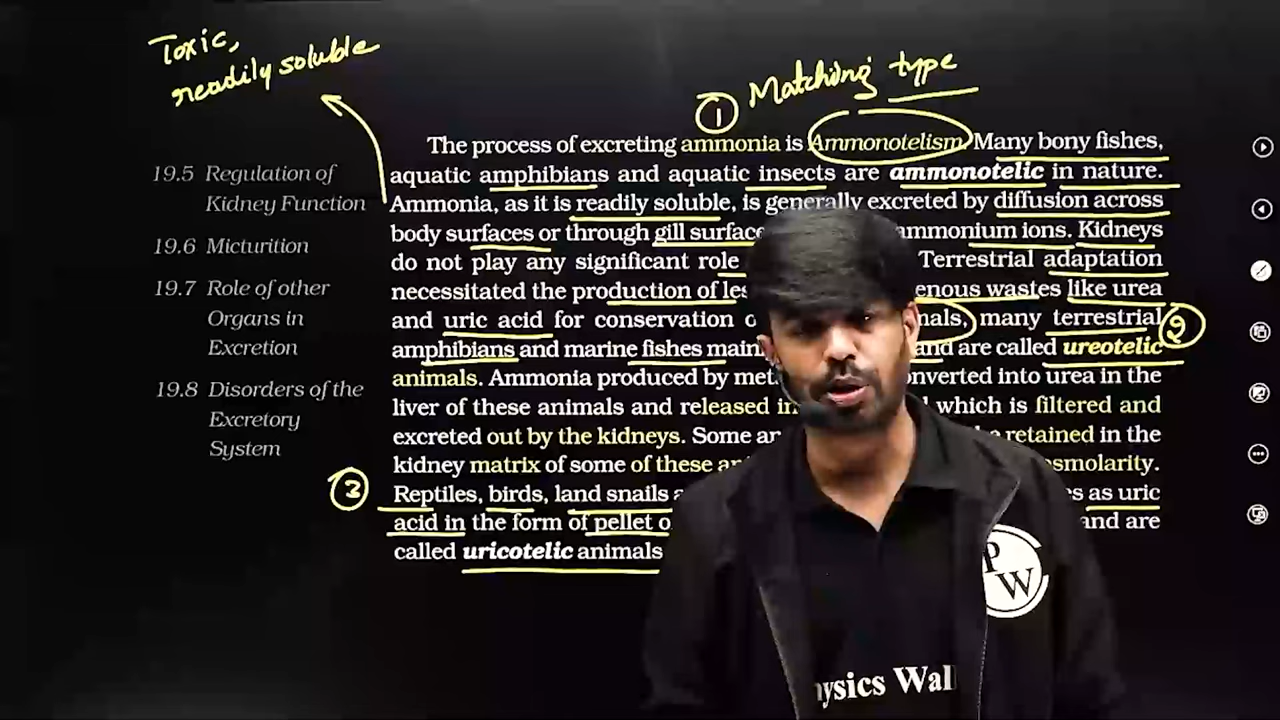 Toxic,
readily soluble
① Matching type
The process of excreting ammonia is Ammonotelism. Many bony fishes,
aquatic amphibians and aquatic insects are ammonotelic in nature.
Ammonia, as it is readily soluble, is generally excreted by diffusion across
body surfaces or through gill surface ammonium ions. Kidneys
do not play any significant role Terrestrial adaptation
necessitated the production of les enous wastes like urea
and uric acid for conservation o nals, many terrestrial ②
amphibians and marine fishes main and are called ureotelic
animals. Ammonia produced by met onverted into urea in the
liver of these animals and released in which is filtered and
excreted out by the kidneys. Some retained in the
kidney matrix of some of these an smolarity.
③ Reptiles, birds, land snails s as uric
acid in the form of pellet o and are
called uricotelic animals
19.5 Regulation of
Kidney Function
19.6 Micturition
19.7 Role of other
Organs in
Excretion
19.8 Disorders of the
Excretory
System
P
W
hysics Wal